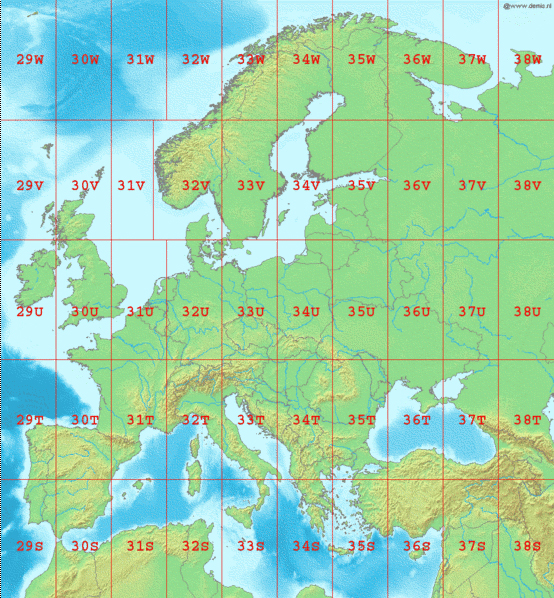 @www.demis.nl
29W 30W 31W 32W 33W 34W 35W 36W 37W 38W
29V 30V 31V 32V 33V 34V 35V 36V 37V 38V
29U 30U 31U 32U 33U 34U 35U 36U 37U 38U
29T 30T 31T 32T 33T 34T 35T 36T 37T 38T
29S 30S 31S 32S 33S 34S 35S 36S 37S 38S